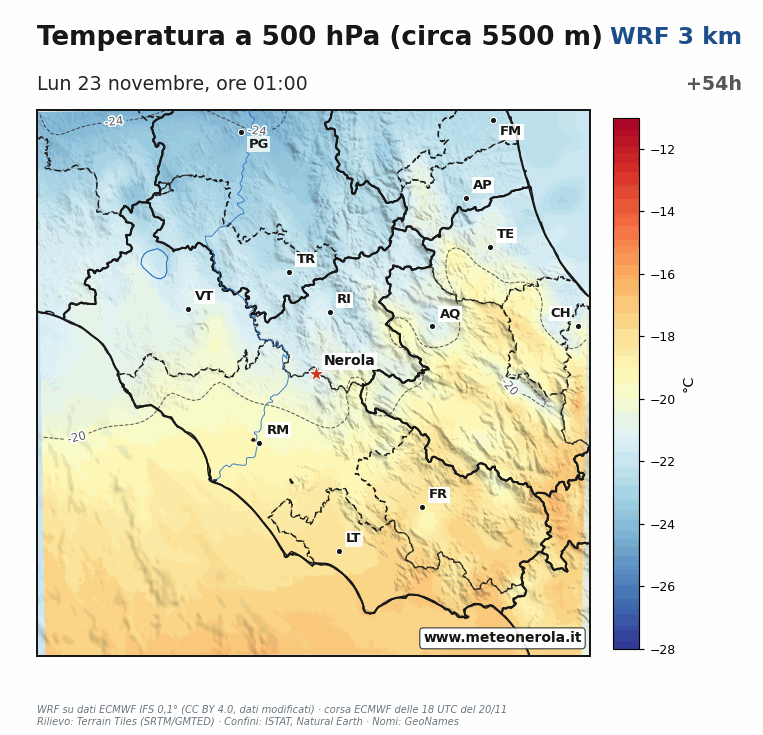 Temperatura a 500 hPa (circa 5500 m) WRF 3 km
Lun 23 novembre, ore 01:00 +54h
-24
-24
PG
FM
AP
TE
TR
VT
RI
AQ
CH
Nerola
-20
-20
RM
FR
LT
www.meteonerola.it
−12
−14
−16
−18
−20
−22
−24
−26
−28
°C
WRF su dati ECMWF IFS 0,1° (CC BY 4.0, dati modificati) · corsa ECMWF delle 18 UTC del 20/11
Rilievo: Terrain Tiles (SRTM/GMTED) · Confini: ISTAT, Natural Earth · Nomi: GeoNames